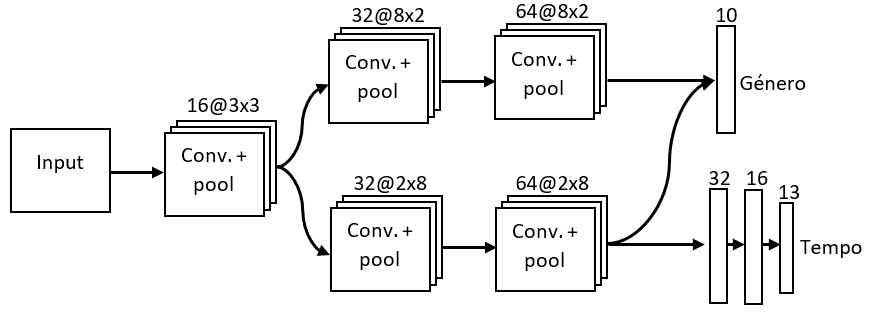 32@8x2
64@8x2
10
Conv. +
pool
Conv. +
pool
Género
16@3x3
Input
Conv. +
pool
32@2x8
64@2x8
32
16
13
Conv. +
pool
Conv. +
pool
Tempo